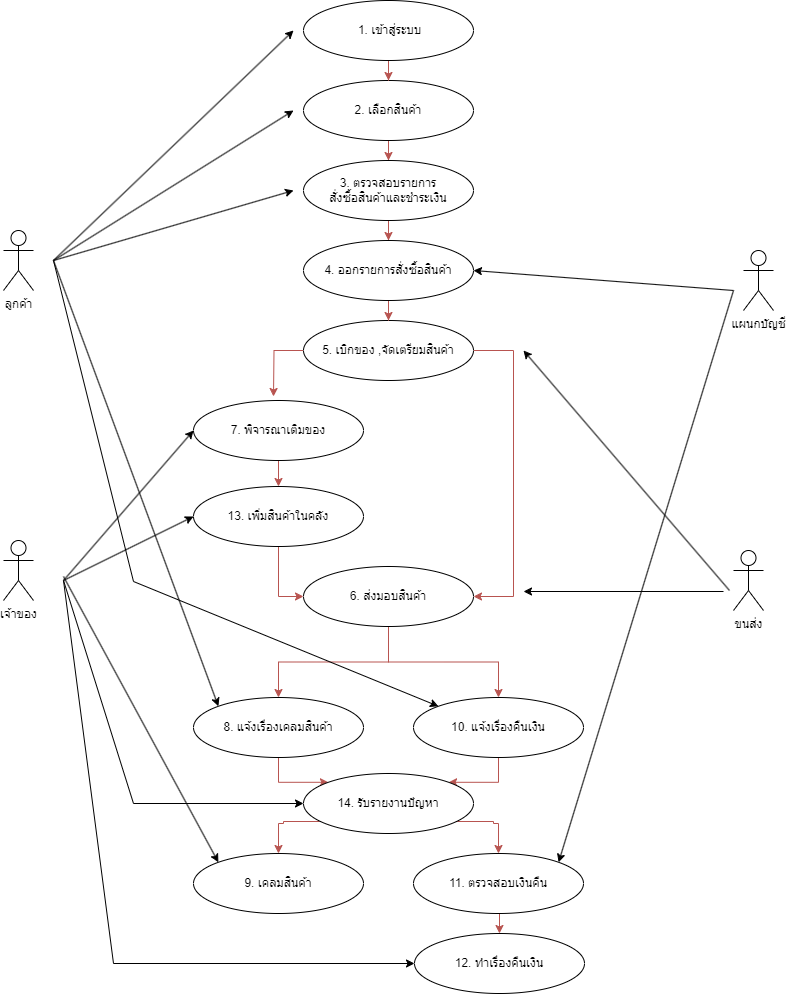 1. เข้าสู่ระบบ
2. เลือกสินค้า
3. ตรวจสอบรายการ
สั่งซื้อสินค้าและชำระเงิน
ลูกค้า
4. ออกรายการสั่งซื้อสินค้า
แผนกบัญชี
5. เบิกของ ,จัดเตรียมสินค้า
7. พิจารณาเติมของ
13. เพิ่มสินค้าในคลัง
6. ส่งมอบสินค้า
เจ้าของ
ขนส่ง
8. แจ้งเรื่องเคลมสินค้า
10. แจ้งเรื่องคืนเงิน
14. รับรายงานปัญหา
9. เคลมสินค้า
11. ตรวจสอบเงินคืน
12. ทำเรื่องคืนเงิน